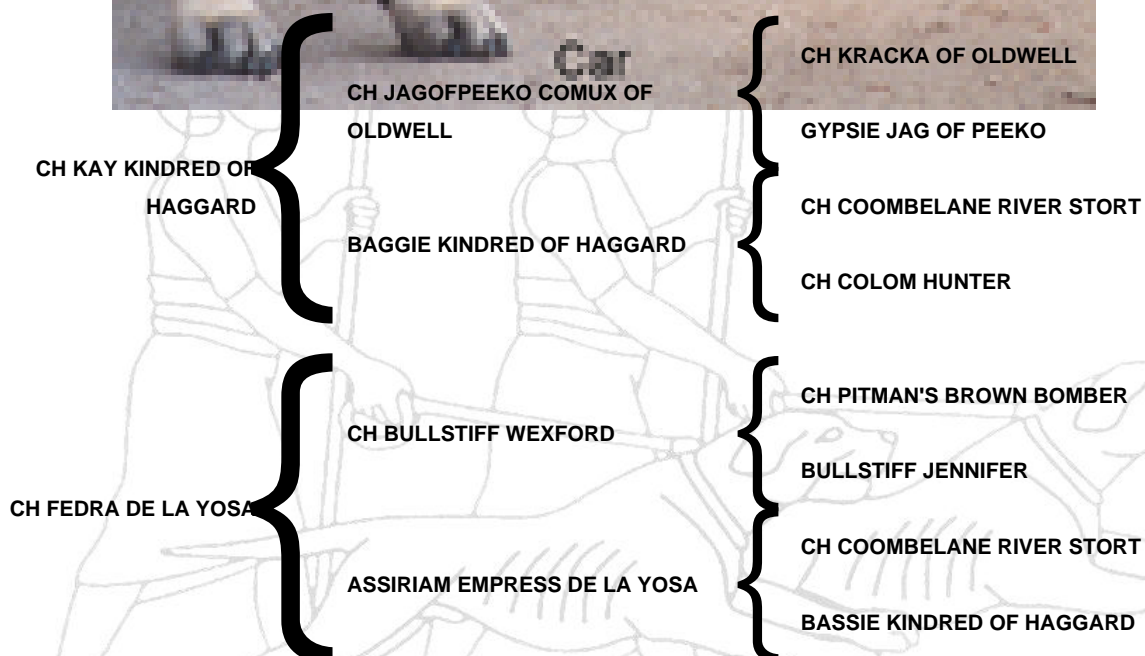 Car
CH KRACKA OF OLDWELL
CH JAGOFPEEKO COMUX OF
OLDWELL
GYPSIE JAG OF PEEKO
CH KAY KINDRED OF
HAGGARD
CH COOMBELANE RIVER STORT
BAGGIE KINDRED OF HAGGARD
CH COLOM HUNTER
CH PITMAN'S BROWN BOMBER
CH BULLSTIFF WEXFORD
BULLSTIFF JENNIFER
CH FEDRA DE LA YOSA
CH COOMBELANE RIVER STORT
ASSIRIAM EMPRESS DE LA YOSA
BASSIE KINDRED OF HAGGARD